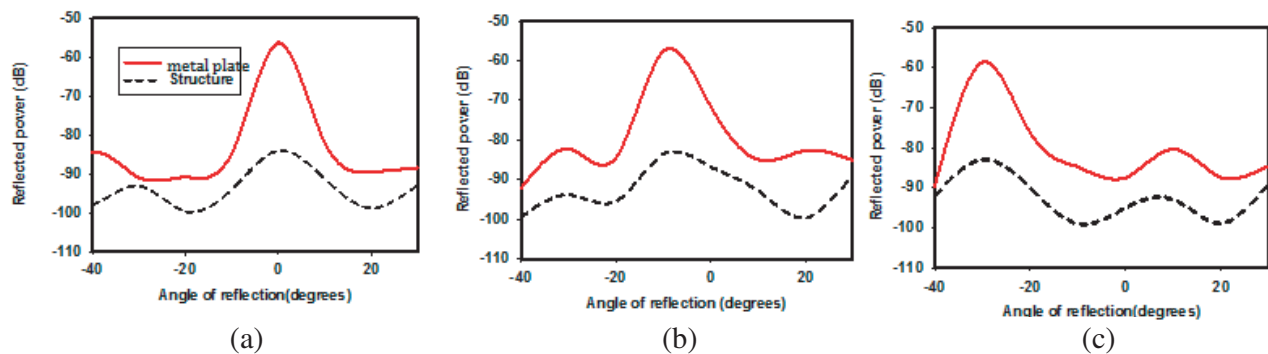 -50
-60
-70
-80
-90
-100
-110
Reflected power (dB)
metal plate
Structure
-40 -20 0 20
Angle of reflection(degrees)
(a)
-50
-60
-70
-80
-90
-100
-110
Reflected power (dB)
-40 -20 0 20
Angle of reflection (degrees)
(b)
-50
-60
-70
-80
-90
-100
-110
Reflected power (dB)
-40 -20 0 20
Angle of reflection(degrees)
(c)